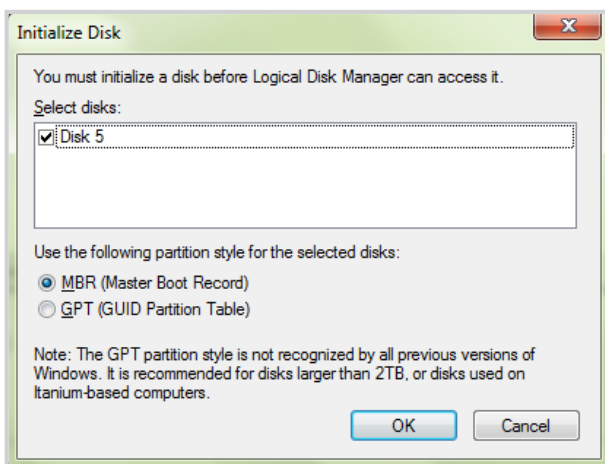 Initialize Disk
You must initialize a disk before Logical Disk Manager can access it.
Select disks:
Disk 5
Use the following partition style for the selected disks:
MBR (Master Boot Record)
GPT (GUID Partition Table)
Note: The GPT partition style is not recognized by all previous versions of
Windows. It is recommended for disks larger than 2TB, or disks used on
Itanium-based computers.
OK Cancel